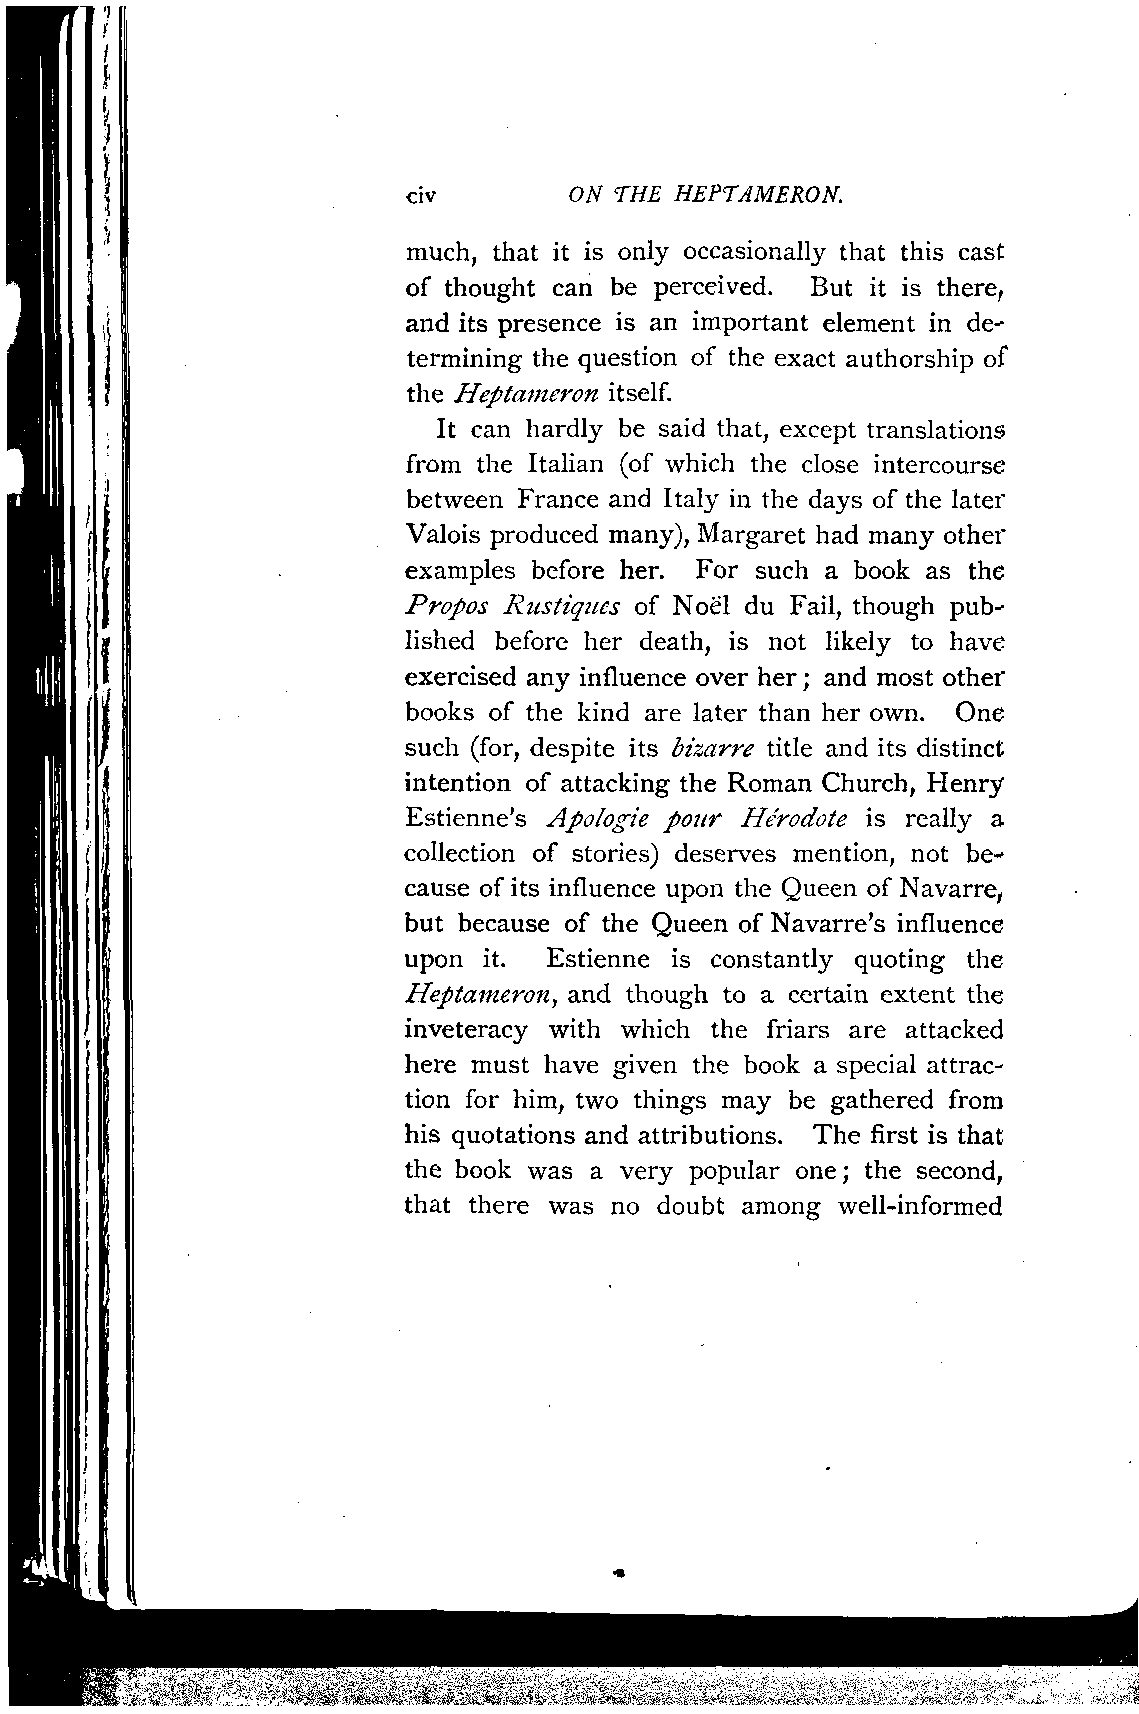 civ ON THE HEPTAMERON.
much, that it is only occasionally that this cast
of thought can be perceived. But it is there,
and its presence is an important element in de-
termining the question of the exact authorship of
the Heptameron itself.
It can hardly be said that, except translations
from the Italian (of which the close intercourse
between France and Italy in the days of the later
Valois produced many), Margaret had many other
examples before her. For such a book as the
Propos Rustiques of Noël du Fail, though pub-
lished before her death, is not likely to have
exercised any influence over her; and most other
books of the kind are later than her own. One
such (for, despite its bizarre title and its distinct
intention of attacking the Roman Church, Henry
Estienne's Apologie pour Hérodote is really a
collection of stories) deserves mention, not be-
cause of its influence upon the Queen of Navarre,
but because of the Queen of Navarre's influence
upon it. Estienne is constantly quoting the
Heptameron, and though to a certain extent the
inveteracy with which the friars are attacked
here must have given the book a special attrac-
tion for him, two things may be gathered from
his quotations and attributions. The first is that
the book was a very popular one; the second,
that there was no doubt among well-informed